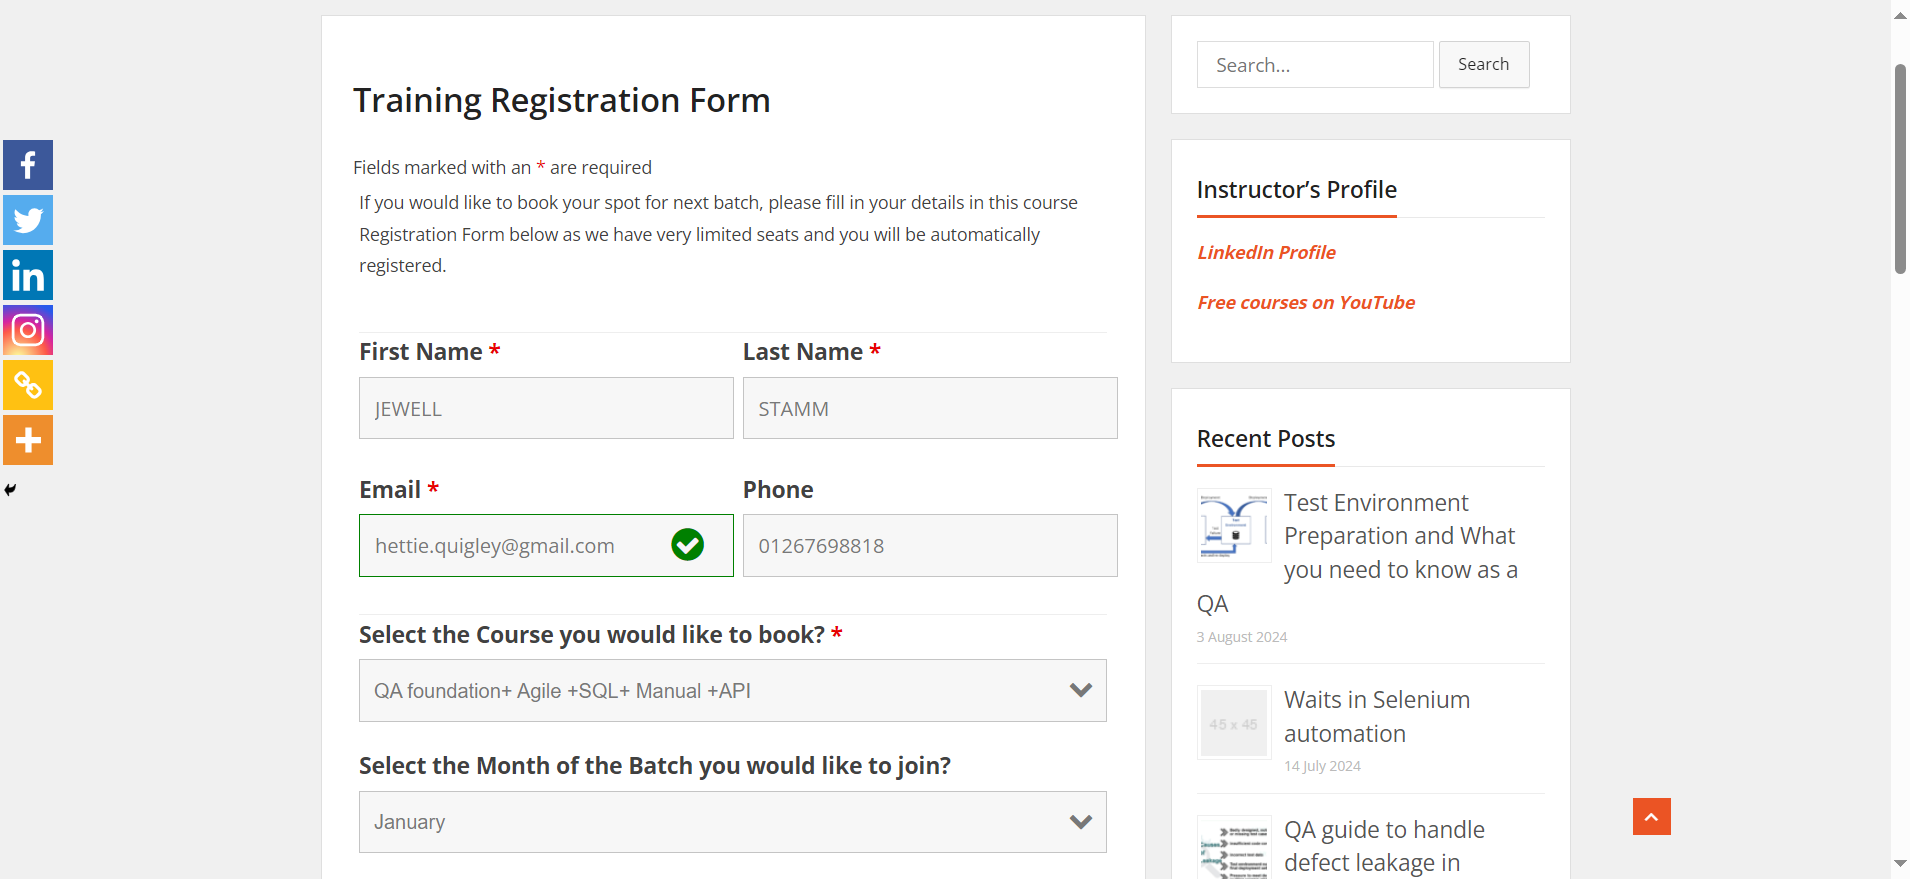 Training Registration Form
Fields marked with an * are required
If you would like to book your spot for next batch, please fill in your details in this course
Registration Form below as we have very limited seats and you will be automatically
registered.
First Name *
Last Name *
JEWELL
STAMM
Email *
Phone
hettie.quigley@gmail.com
01267698818
Select the Course you would like to book? *
QA foundation+ Agile +SQL+ Manual +API
Select the Month of the Batch you would like to join?
January
Search...
Search
Instructor's Profile
LinkedIn Profile
Free courses on YouTube
Recent Posts
Test Environment
Preparation and What
you need to know as a
QA
3 August 2024
45 x 45
Waits in Selenium
automation
14 July 2024
QA guide to handle
defect leakage in